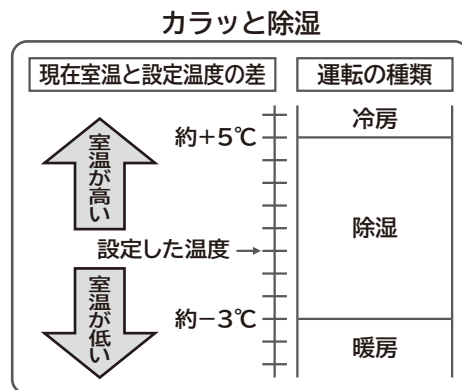 カラッと除湿
現在室温と設定温度の差
運転の種類
室温が高い
約+5℃
冷房
除湿
設定した温度→
室温が低い
約−3℃
暖房